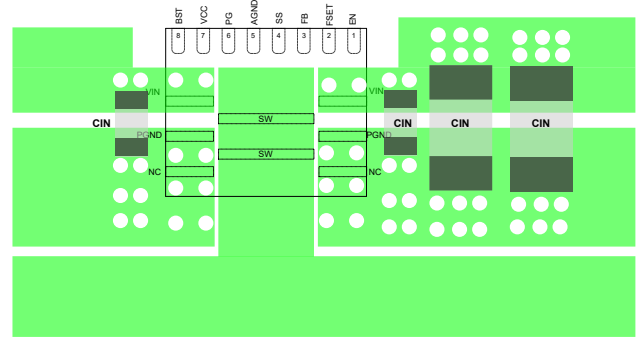 BST VCC PG AGND SS FB FSET EN
8 7 6 5 4 3 2 1
VIN VIN
SW
CIN CIN CIN CIN
PGND PGND
SW
NC NC